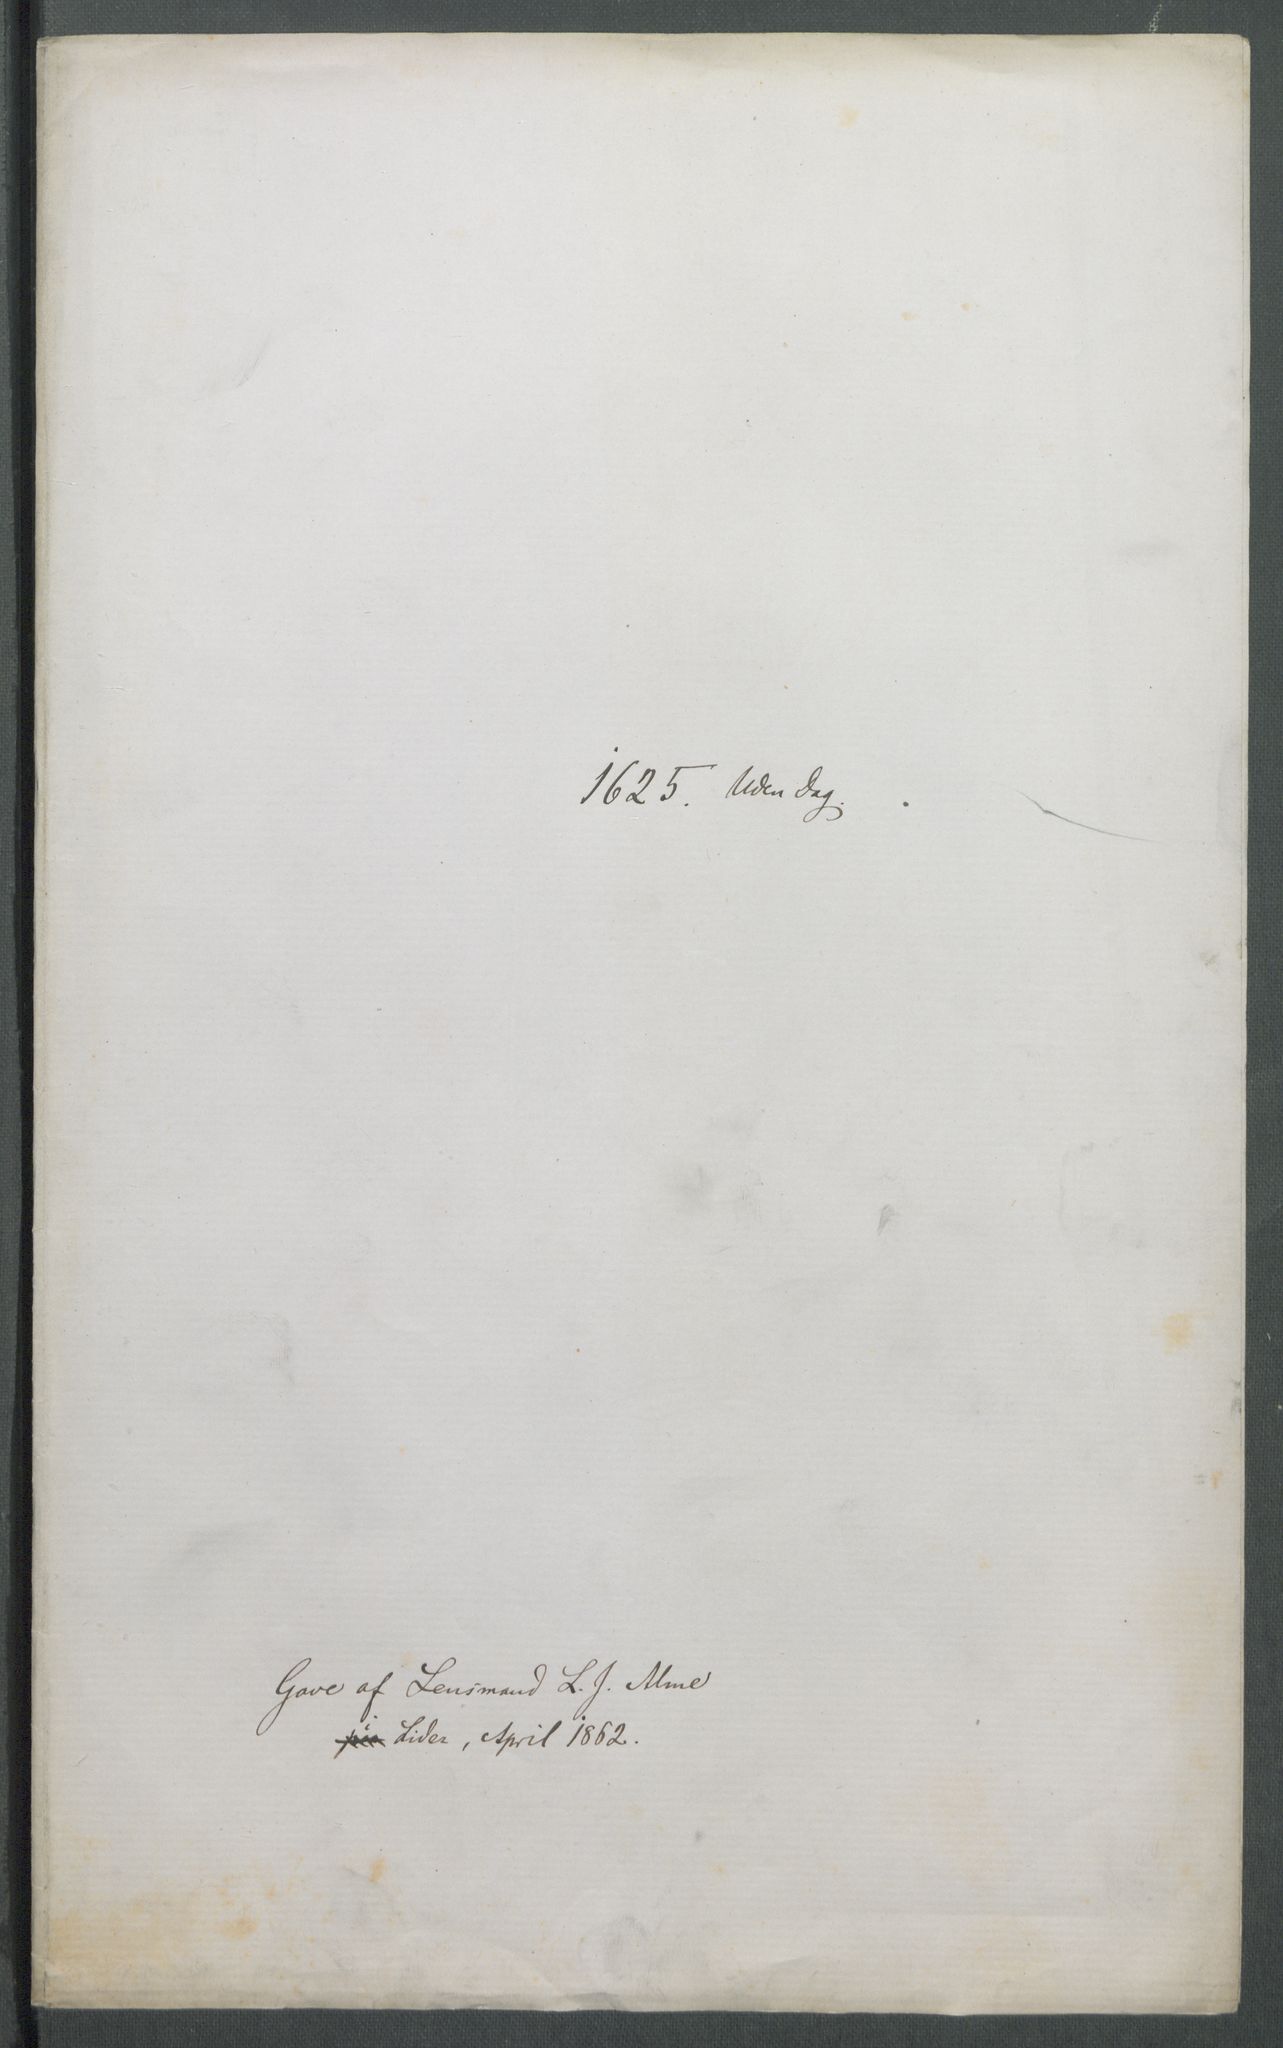 1625. Uden Dag.
Gave af Lensmand L. J. Alme
i Lider, April 1862.